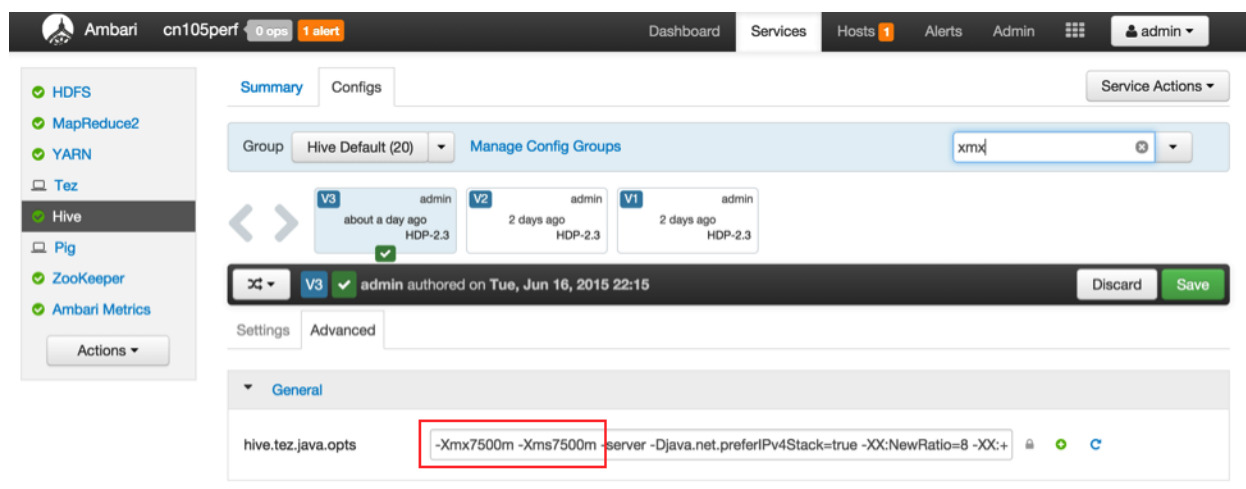 Ambari cn105perf 0 ops 1 alert Dashboard Services Hosts 1 Alerts Admin admin
HDFS
MapReduce2
YARN
Tez
Hive
Pig
ZooKeeper
Ambari Metrics
Actions
Summary Configs Service Actions
Group Hive Default (20) Manage Config Groups xmx
V3 admin
about a day ago
HDP-2.3
V2 admin
2 days ago
HDP-2.3
V1 admin
2 days ago
HDP-2.3
V3 admin authored on Tue, Jun 16, 2015 22:15 Discard Save
Settings Advanced
General
hive.tez.java.opts -Xmx7500m -Xms7500m -server -Djava.net.preferIPv4Stack=true -XX:NewRatio=8 -XX:+